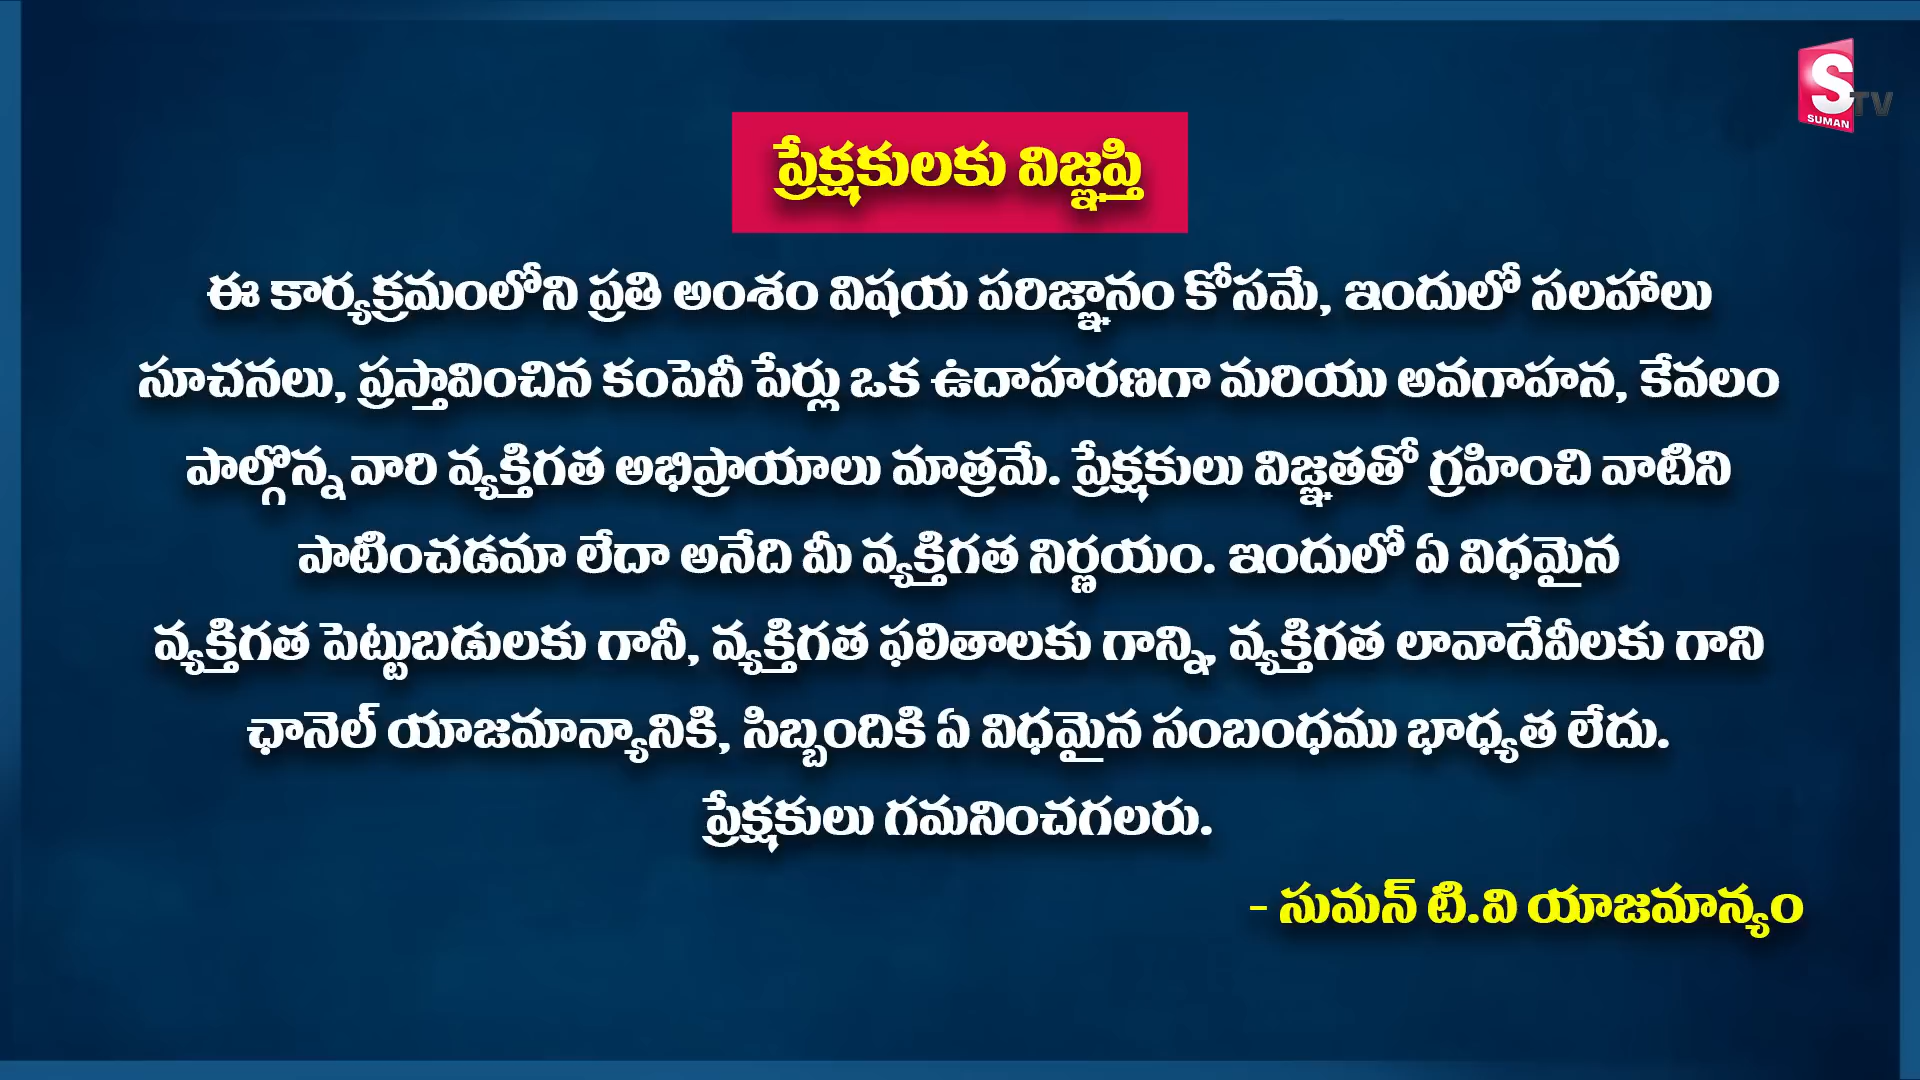 S
SUMAN
TV
ప్రేక్షకులకు విజ్ఞప్తి
ఈ కార్యక్రమంలోని ప్రతి అంశం విషయ పరిజ్ఞానం కోసమే, ఇందులో సలహాలు
సూచనలు, ప్రస్తావించిన కంపెనీ పేర్లు ఒక ఉదాహరణగా మరియు అవగాహన, కేవలం
పాల్గొన్న వారి వ్యక్తిగత అభిప్రాయాలు మాత్రమే. ప్రేక్షకులు విజ్ఞతతో గ్రహించి వాటిని
పాటించడమా లేదా అనేది మీ వ్యక్తిగత నిర్ణయం. ఇందులో ఏ విధమైన
వ్యక్తిగత పెట్టుబడులకు గానీ, వ్యక్తిగత ఫలితాలకు గాన్ని, వ్యక్తిగత లావాదేవీలకు గాని
ఛానెల్ యాజమాన్యానికి, సిబ్బందికి ఏ విధమైన సంబంధము భాధ్యత లేదు.
ప్రేక్షకులు గమనించగలరు.
- సుమన్ టి.వి యాజమాన్యం